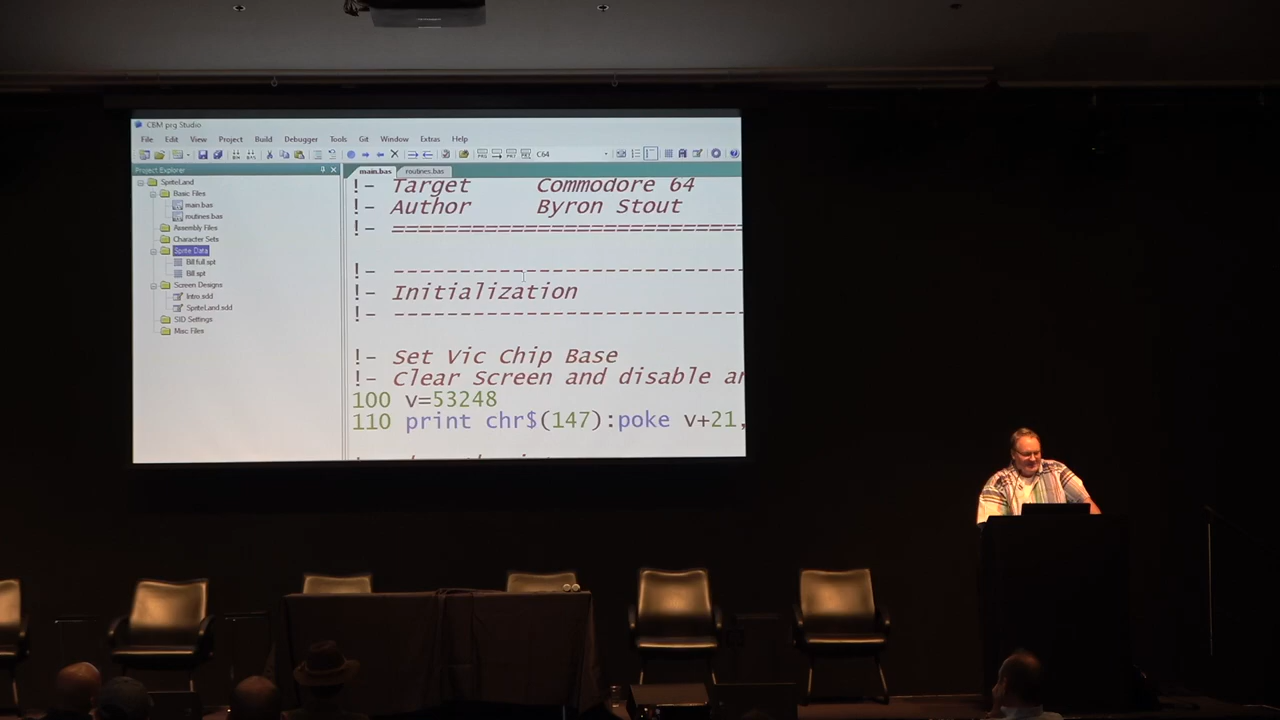 CBM prg Studio
File Edit View Project Build Debugger Tools Git Window Extras Help
C64
Project Explorer
main.bas routines.bas
SpriteLand
Basic Files
main.bas
routines.bas
Assembly Files
Character Sets
Sprite Data
Bill full.spt
Bill.spt
Screen Designs
Intro.sdd
SpriteLand.sdd
SID Settings
Misc Files
!- Target Commodore 64
!- Author Byron Stout
!- =================================
!- ---------------------------------
!- Initialization
!- ---------------------------------
!- Set Vic Chip Base
!- Clear Screen and disable
100 v=53248
110 print chr$(147):poke v+21,